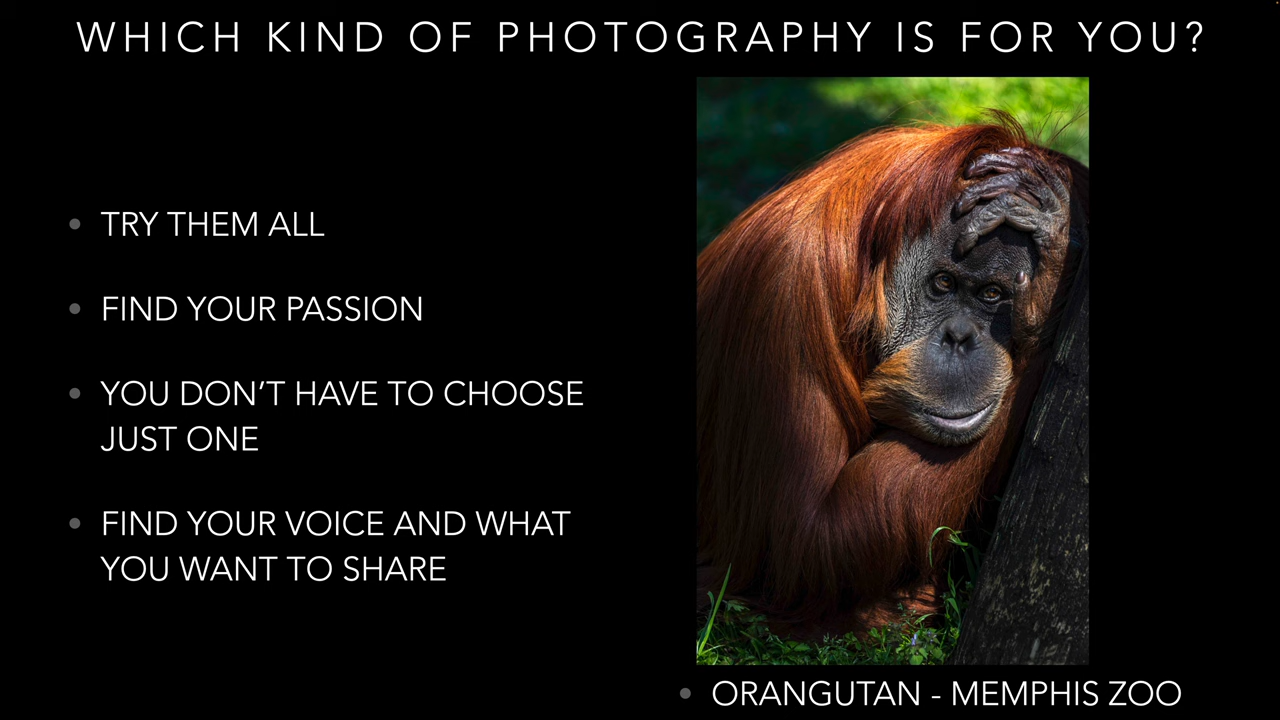 WHICH KIND OF PHOTOGRAPHY IS FOR YOU?
• TRY THEM ALL
• FIND YOUR PASSION
• YOU DON’T HAVE TO CHOOSE
JUST ONE
• FIND YOUR VOICE AND WHAT
YOU WANT TO SHARE
• ORANGUTAN - MEMPHIS ZOO